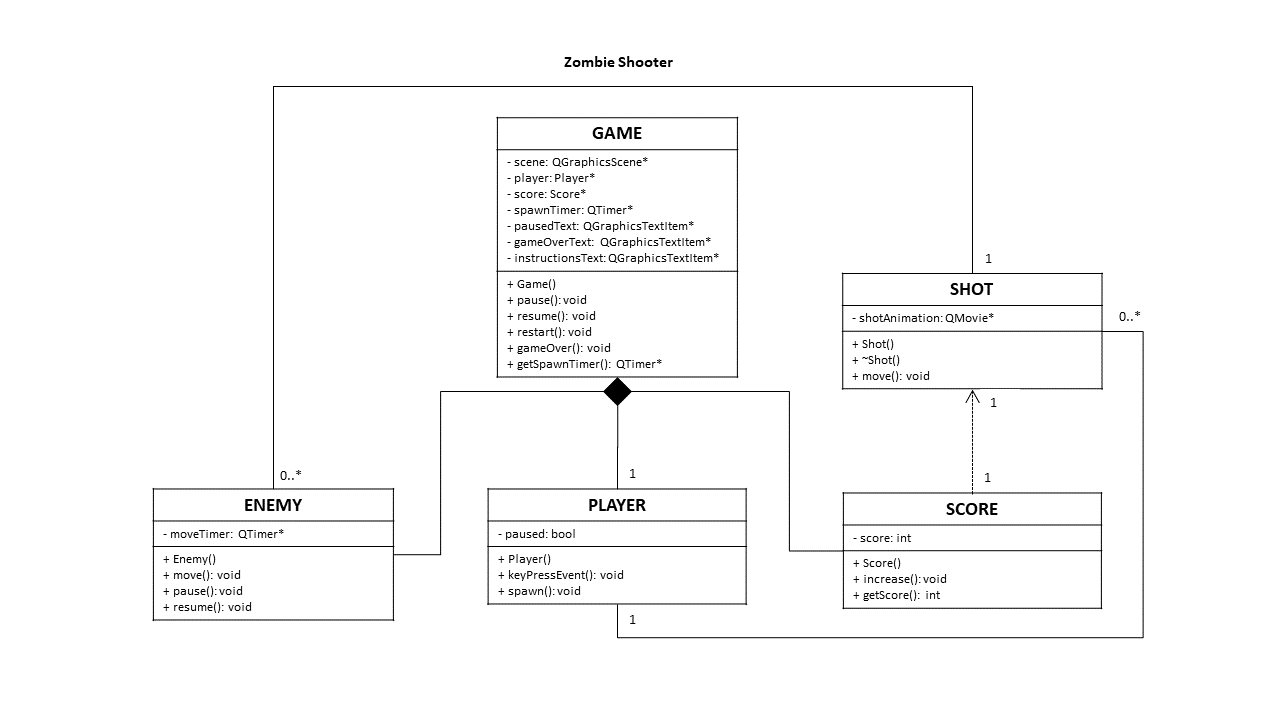 Zombie Shooter
GAME
- scene: QGraphicsScene*
- player: Player*
- score: Score*
- spawnTimer: QTimer*
- pausedText: QGraphicsTextItem*
- gameOverText: QGraphicsTextItem*
- instructionsText: QGraphicsTextItem*
+ Game()
+ pause(): void
+ resume(): void
+ restart(): void
+ gameOver(): void
+ getSpawnTimer(): QTimer*
1
SHOT
- shotAnimation: QMovie*
+ Shot()
+ ~Shot()
+ move(): void
0..*
1
1
0..*
ENEMY
- moveTimer: QTimer*
+ Enemy()
+ move(): void
+ pause(): void
+ resume(): void
1
PLAYER
- paused: bool
+ Player()
+ keyPressEvent(): void
+ spawn(): void
1
SCORE
- score: int
+ Score()
+ increase(): void
+ getScore(): int